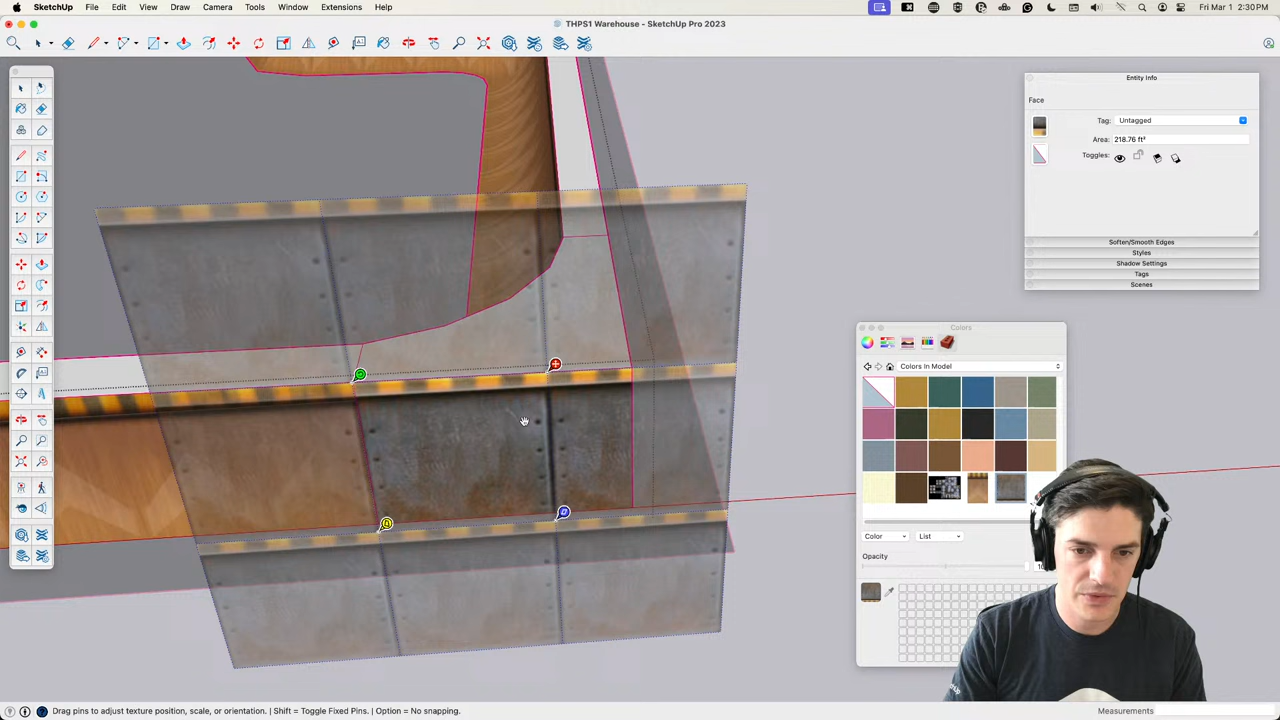 SketchUp File Edit View Draw Camera Tools Window Extensions Help
Fri Mar 1 2:30 PM
THPS1 Warehouse - SketchUp Pro 2023
Entity Info
Face
Tag: Untagged
Area: 218.76 ft²
Toggles:
Soften/Smooth Edges
Styles
Shadow Settings
Tags
Scenes
Colors
Colors In Model
Color
List
Opacity
Drag pins to adjust texture position, scale, or orientation. | Shift = Toggle Fixed Pins. | Option = No snapping.
Measurements